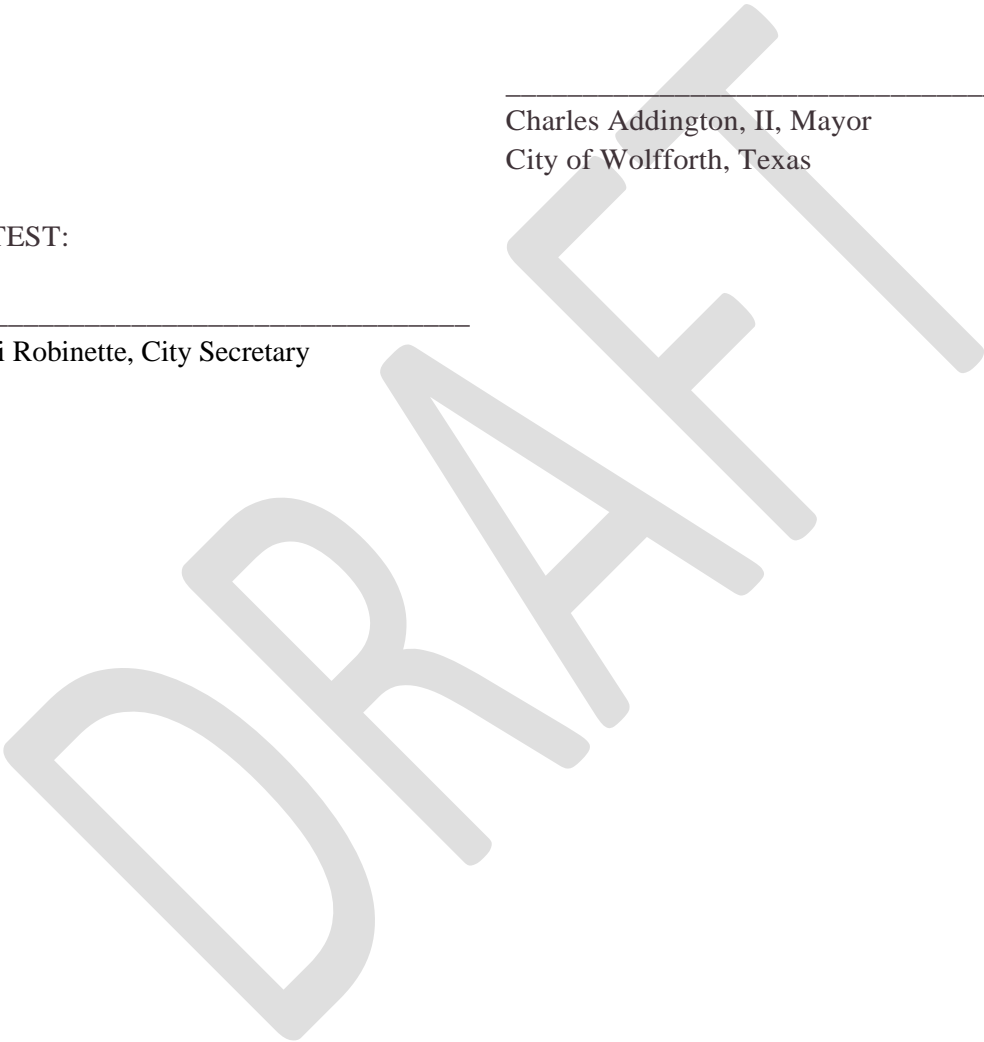 Charles Addington, II, Mayor
City of Wolfforth, Texas
TEST:
i Robinette, City Secretary
DRAFT